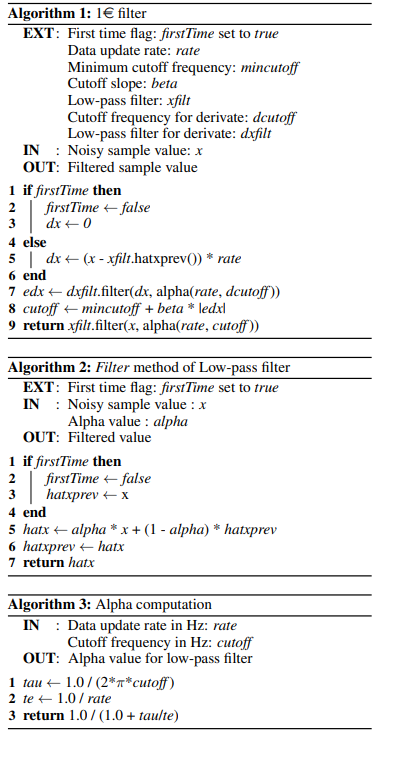 Algorithm 1: 1€ filter
EXT: First time flag: firstTime set to true
Data update rate: rate
Minimum cutoff frequency: mincutoff
Cutoff slope: beta
Low-pass filter: xfilt
Cutoff frequency for derivate: dcutoff
Low-pass filter for derivate: dxfilt
IN : Noisy sample value: x
OUT: Filtered sample value
1 if firstTime then
2 firstTime ← false
3 dx ← 0
4 else
5 dx ← (x - xfilt.hatxprev()) * rate
6 end
7 edx ← dxfilt.filter(dx, alpha(rate, dcutoff))
8 cutoff ← mincutoff + beta * |edx|
9 return xfilt.filter(x, alpha(rate, cutoff))
Algorithm 2: Filter method of Low-pass filter
EXT: First time flag: firstTime set to true
IN : Noisy sample value : x
Alpha value : alpha
OUT: Filtered value
1 if firstTime then
2 firstTime ← false
3 hatxprev ← x
4 end
5 hatx ← alpha * x + (1 - alpha) * hatxprev
6 hatxprev ← hatx
7 return hatx
Algorithm 3: Alpha computation
IN : Data update rate in Hz: rate
Cutoff frequency in Hz: cutoff
OUT: Alpha value for low-pass filter
1 tau ← 1.0 / (2*π*cutoff)
2 te ← 1.0 / rate
3 return 1.0 / (1.0 + tau/te)